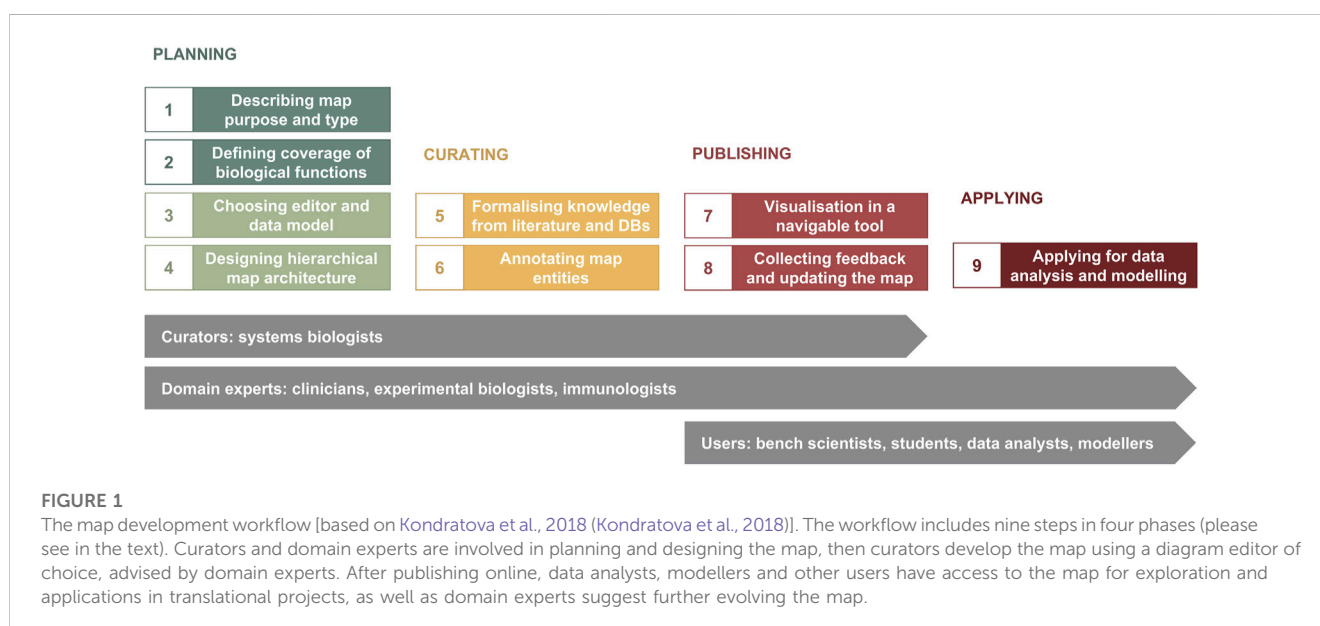 PLANNING
1
Describing map
purpose and type
2
Defining coverage of
biological functions
3
Choosing editor and
data model
4
Designing hierarchical
map architecture
CURATING
5
Formalising knowledge
from literature and DBs
6
Annotating map
entities
PUBLISHING
7
Visualisation in a
navigable tool
8
Collecting feedback
and updating the map
APPLYING
9
Applying for data
analysis and modelling
Curators: systems biologists
Domain experts: clinicians, experimental biologists, immunologists
Users: bench scientists, students, data analysts, modellers
FIGURE 1
The map development workflow [based on Kondratova et al., 2018 (Kondratova et al., 2018)]. The workflow includes nine steps in four phases (please
see in the text). Curators and domain experts are involved in planning and designing the map, then curators develop the map using a diagram editor of
choice, advised by domain experts. After publishing online, data analysts, modellers and other users have access to the map for exploration and
applications in translational projects, as well as domain experts suggest further evolving the map.